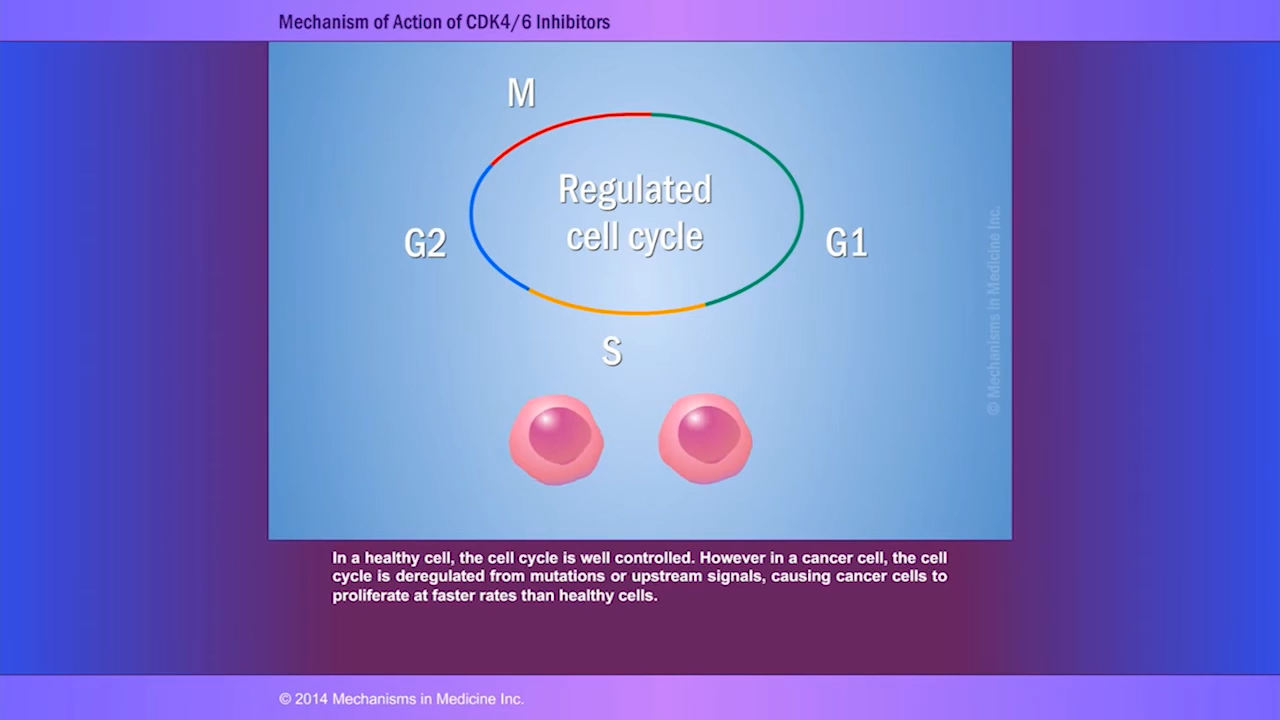 Mechanism of Action of CDK4/6 Inhibitors
M
Regulated
cell cycle
G2
G1
S
© Mechanisms in Medicine Inc.
In a healthy cell, the cell cycle is well controlled. However in a cancer cell, the cell
cycle is deregulated from mutations or upstream signals, causing cancer cells to
proliferate at faster rates than healthy cells.
© 2014 Mechanisms in Medicine Inc.